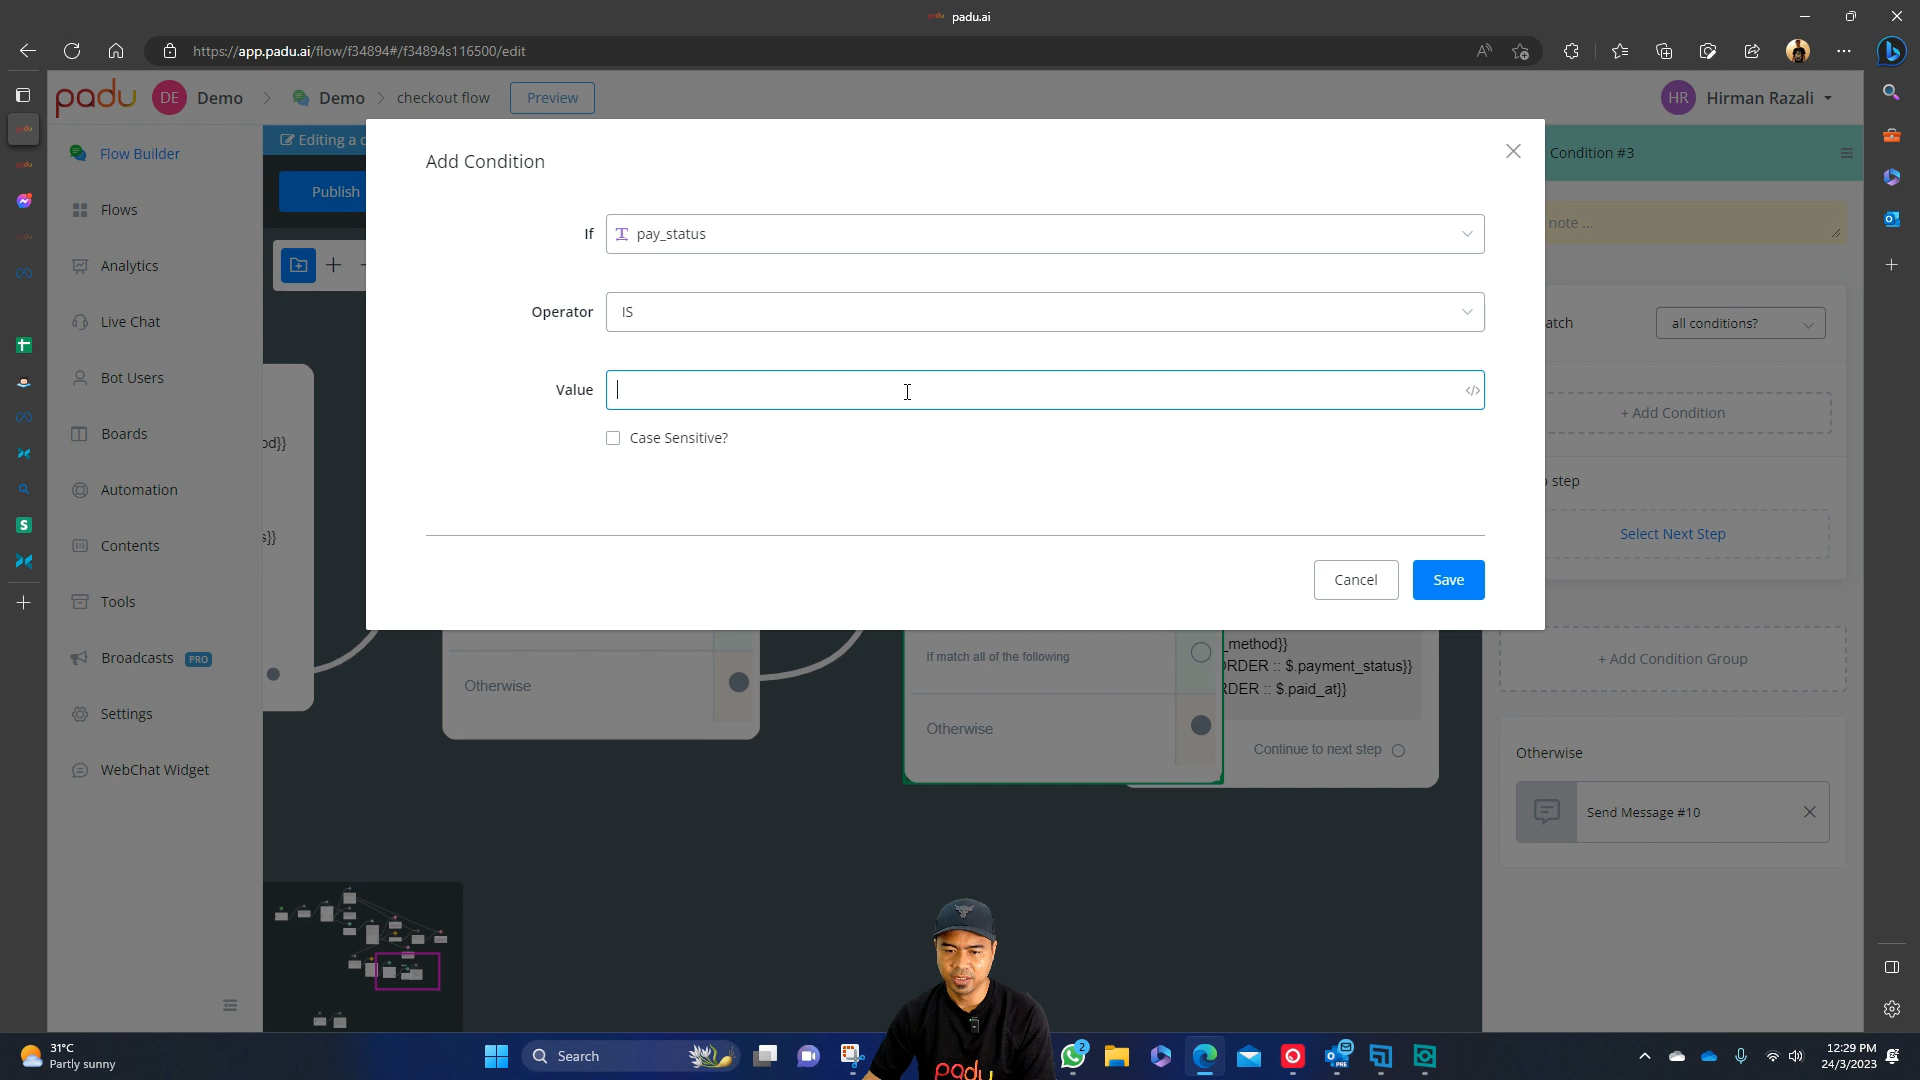 padu.ai
https://app.padu.ai/flow/f34894#/f34894s116500/edit
padu DE Demo > Demo > checkout flow Preview HR Hirman Razali
Flow Builder
Flows
Analytics
Live Chat
Bot Users
Boards
Automation
Contents
Tools
Broadcasts PRO
Settings
WebChat Widget
Editing a
Publish
od}}
s}}
Add Condition
If pay_status
Operator IS
Value
Case Sensitive?
Cancel Save
Otherwise
If match all of the following
Otherwise
_method}}
RDER :: $.payment_status}}
RDER :: $.paid_at}}
Continue to next step
Condition #3
note ...
atch all conditions?
+ Add Condition
step
Select Next Step
+ Add Condition Group
Otherwise
Send Message #10
padu
31°C
Partly sunny
Search
2
PRE
12:29 PM
24/3/2023